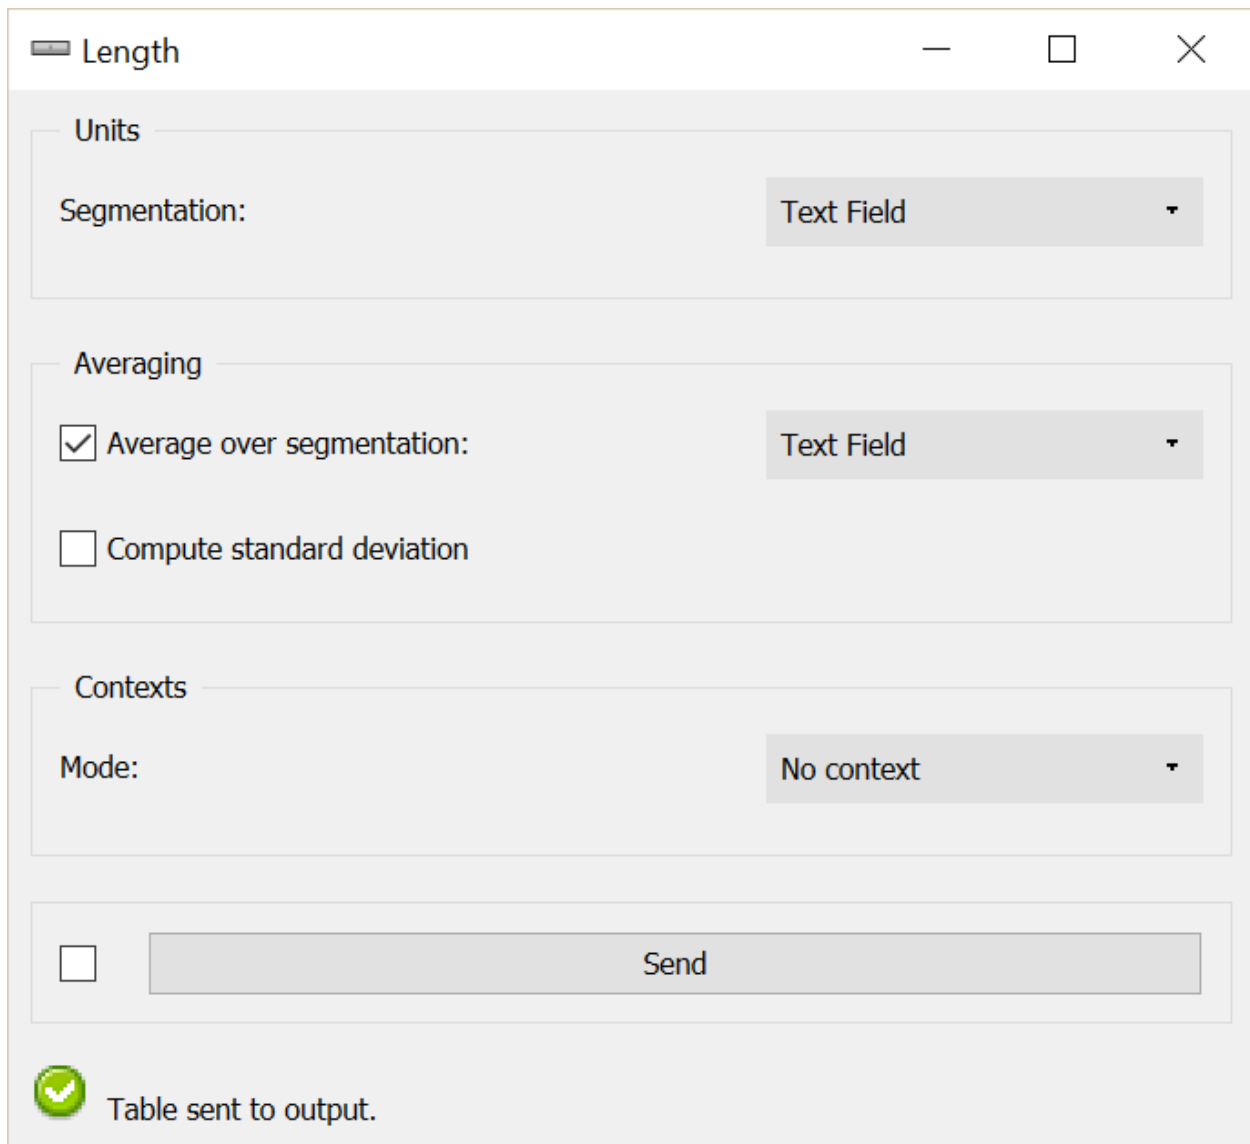 Length
Units
Segmentation: Text Field
Averaging
Average over segmentation: Text Field
Compute standard deviation
Contexts
Mode: No context
Send
Table sent to output.